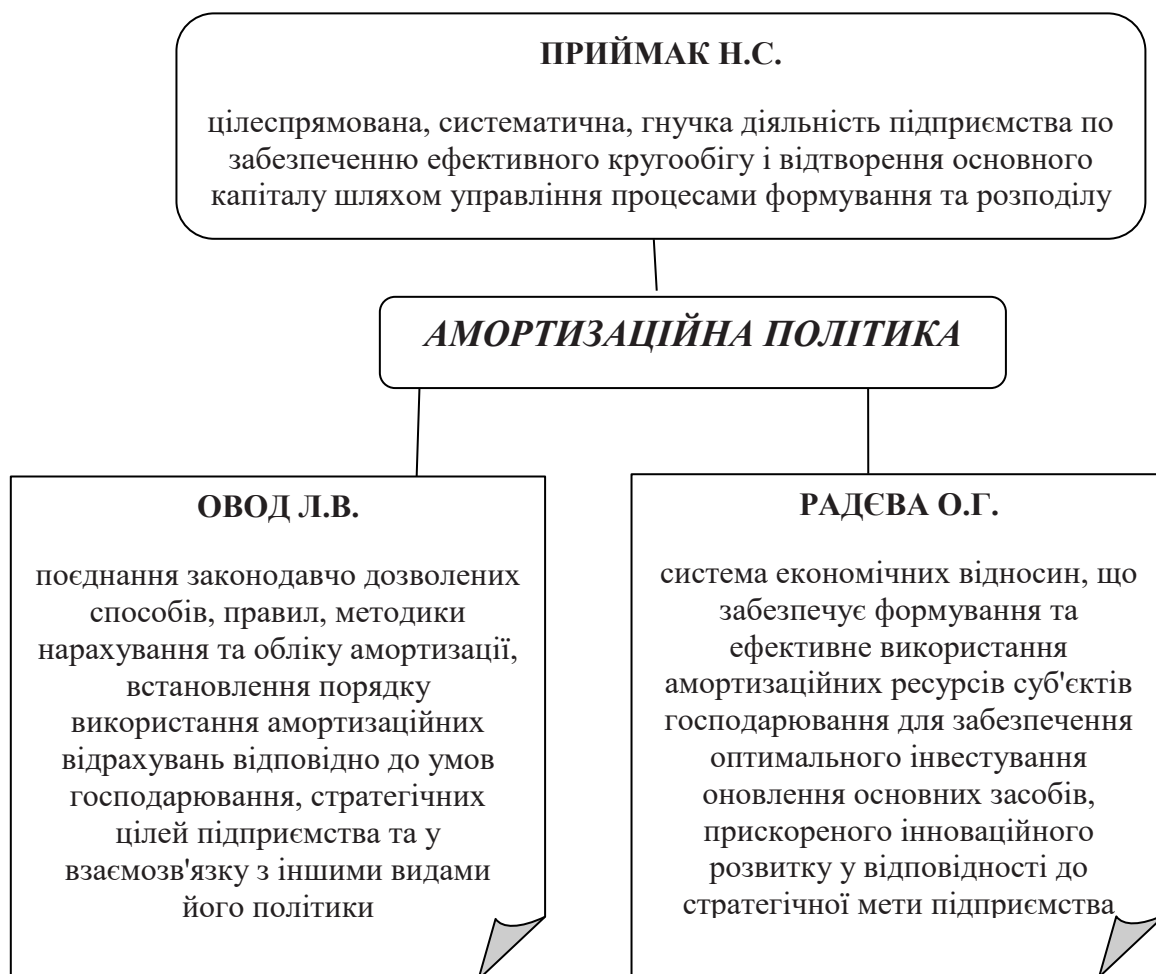 ПРИЙМАК Н.С.
цілеспрямована, систематична, гнучка діяльність підприємства по
забезпеченню ефективного кругообігу і відтворення основного
капіталу шляхом управління процесами формування та розподілу
АМОРТИЗАЦІЙНА ПОЛІТИКА
ОВОД Л.В.
поєднання законодавчо дозволених
способів, правил, методики
нарахування та обліку амортизації,
встановлення порядку
використання амортизаційних
відрахувань відповідно до умов
господарювання, стратегічних
цілей підприємства та у
взаємозв'язку з іншими видами
його політики
РАДЄВА О.Г.
система економічних відносин, що
забезпечує формування та
ефективне використання
амортизаційних ресурсів суб'єктів
господарювання для забезпечення
оптимального інвестування
оновлення основних засобів,
прискореного інноваційного
розвитку у відповідності до
стратегічної мети підприємства